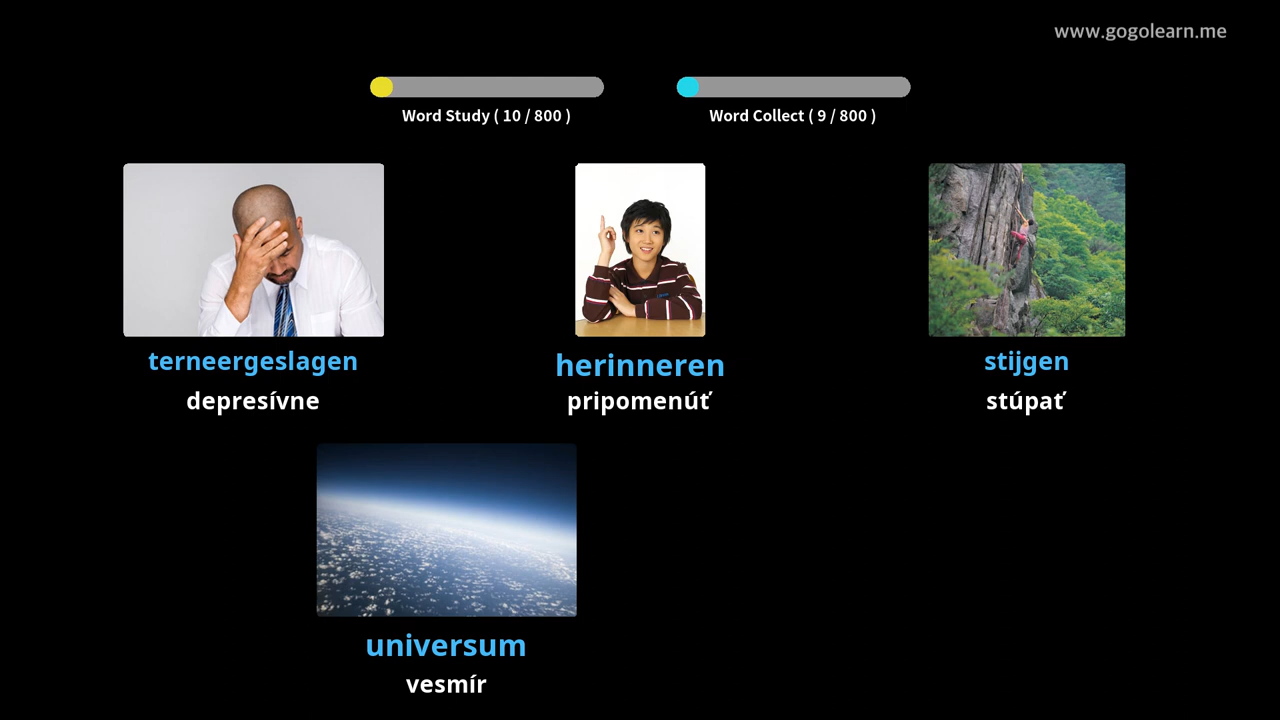 www.gogolearn.me
Word Study ( 10 / 800 )
Word Collect ( 9 / 800 )
terneergeslagen
depresívne
herinneren
pripomenúť
stijgen
stúpať
universum
vesmír